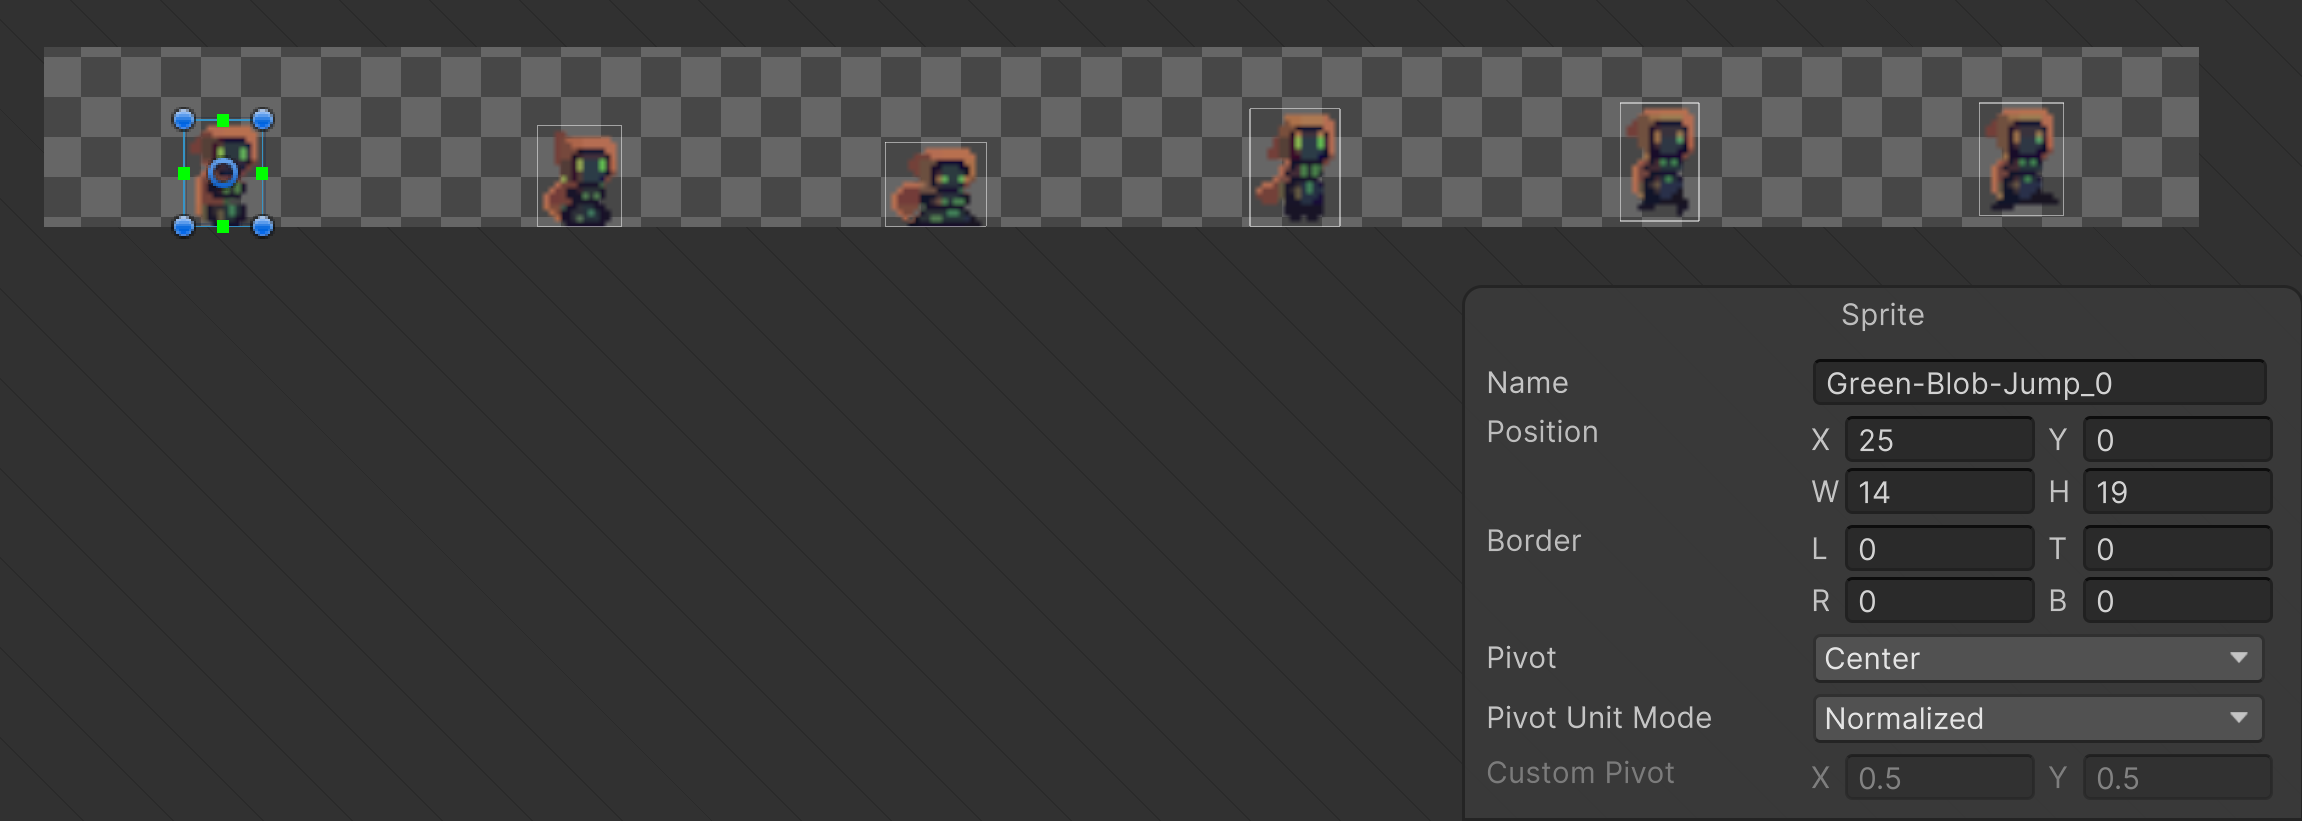 Sprite
Name Green-Blob-Jump_0
Position X 25 Y 0
W 14 H 19
Border L 0 T 0
R 0 B 0
Pivot Center
Pivot Unit Mode Normalized
Custom Pivot X 0.5 Y 0.5